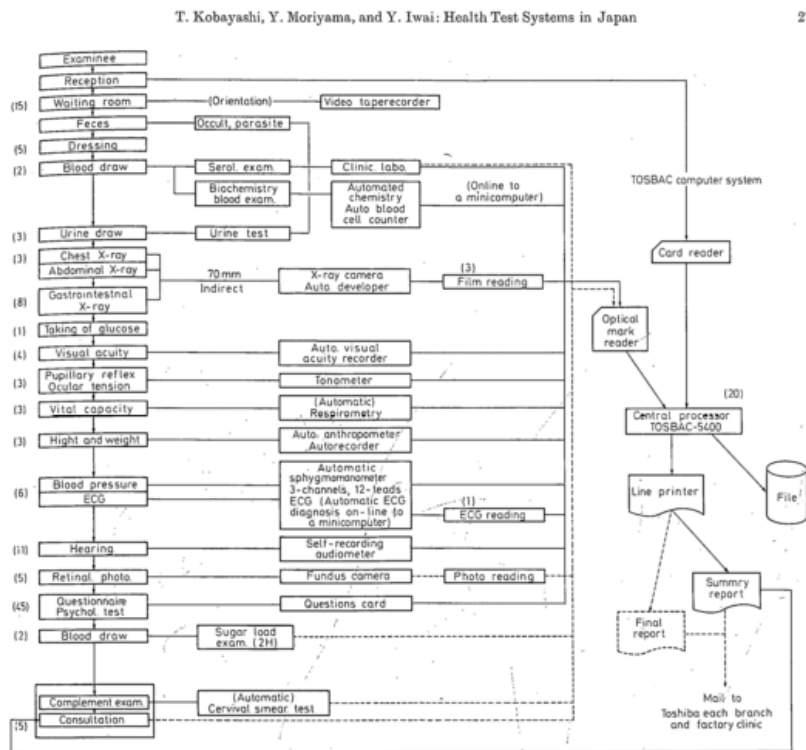 T. Kobayashi, Y. Moriyama, and Y. Iwai: Health Test Systems in Japan
2
Examinee
Reception
(15) Waiting room (Orientation) Video taperecorder
Feces Occult, parasite
(5) Dressing
(2) Blood draw Serol. exam. Clinic. labo.
Biochemistry
blood exam.
Automated
chemistry
Auto blood
cell counter
(Online to
a minicomputer)
TOSBAC computer system
(3) Urine draw Urine test
Card reader
(3) Chest X-ray
Abdominal X-ray
70mm
Indirect
X-ray camera
Auto developer
(3)
Film reading
(8) Gastrointestnal
X-ray
Optical
mark
reader
(1) Taking of glucose
(4) Visual acuity
Auto. visual
acuity recorder
(3) Pupillary reflex
Ocular tension
Tonometer
(3) Vital capacity
(Automatic)
Respirometry
(20)
Central processor
TOSBAC-5400
(3) Hight and weight
Auto. anthropometer
Autorecorder
(6) Blood pressure
ECG
Automatic
sphygmomanometer
3-channels, 12-leads
ECG (Automatic ECG
diagnosis on-line to
a minicomputer)
(1)
ECG reading
Line printer
File
(11) Hearing
Self-recording
audiometer
(5) Retinal photo. Fundus camera Photo reading
Summry
report
(45) Questionnaire
Psychol. test
Questions card
Final
report
(2) Blood draw
Sugar load
exam. (2H)
Complement exam.
(Automatic)
Cervival smear test
(5) Consultation
Mail to
Toshiba each branch
and factory clinic